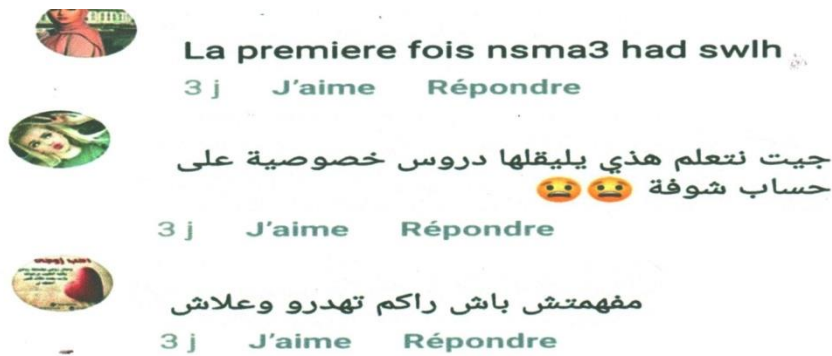 La premiere fois nsma3 had swlh
3 j J'aime Répondre
جيت نتعلم هذي يليقلها دروس خصوصية على
حساب شوفة 😟😟
3 j J'aime Répondre
مفهمتش باش راكم تهدرو وعلاش
3 j J'aime Répondre